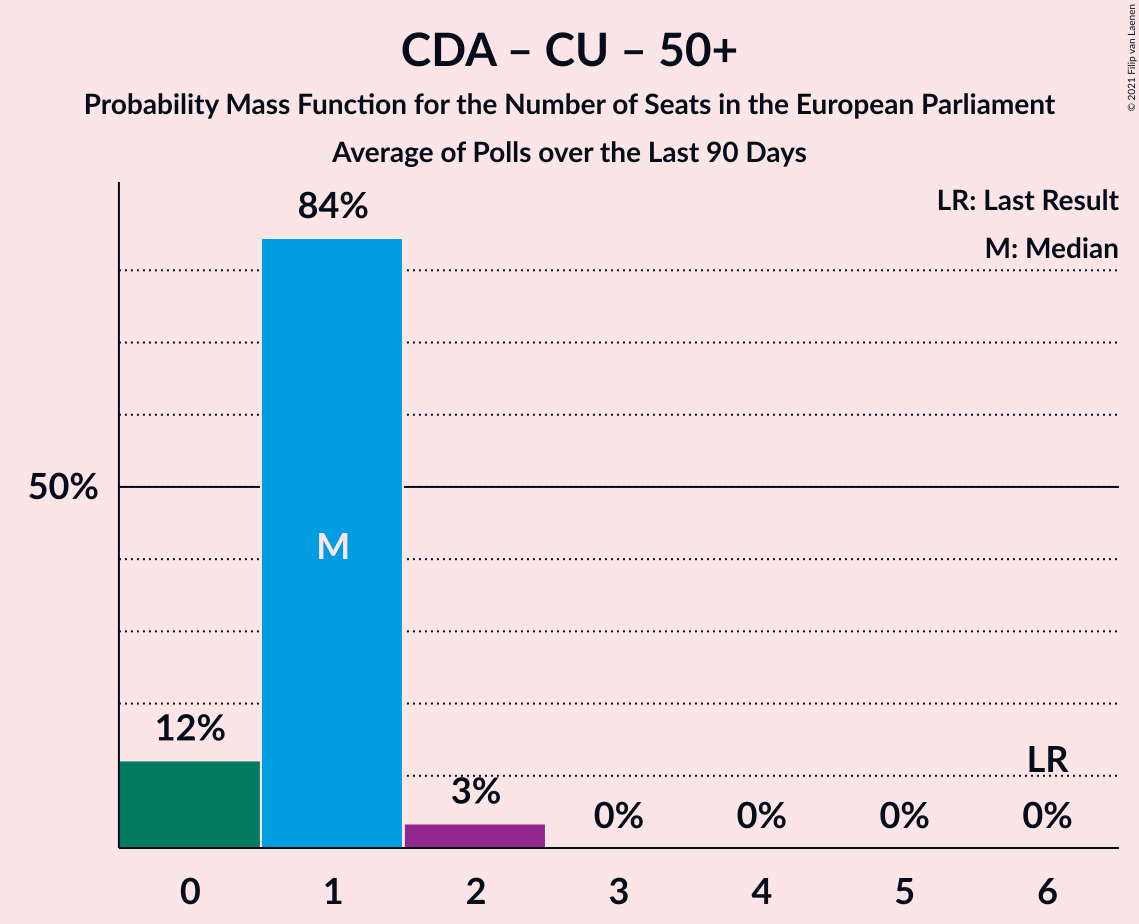 CDA – CU – 50+
Probability Mass Function for the Number of Seats in the European Parliament
Average of Polls over the Last 90 Days
© 2021 Filip van Laenen
LR: Last Result
M: Median
84%
50%
M
12%
3%
LR
0%
0%
0%
0%
0
1
2
3
4
5
6